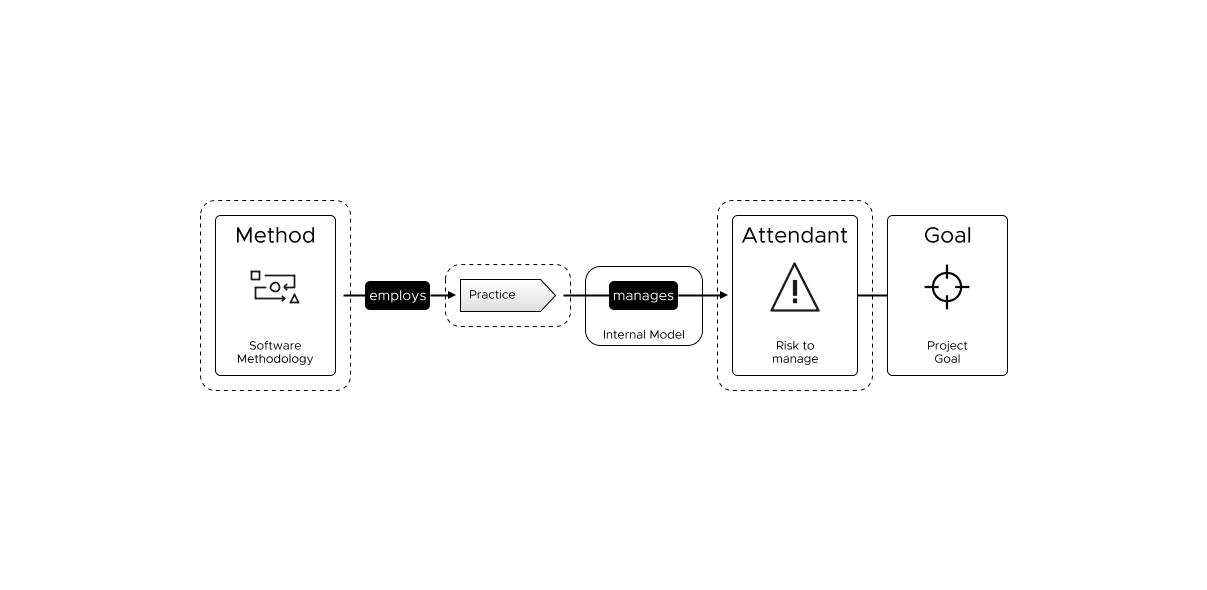 Method
Software
Methodology
employs
Practice
manages
Internal Model
Attendant
Risk to
manage
Goal
Project
Goal